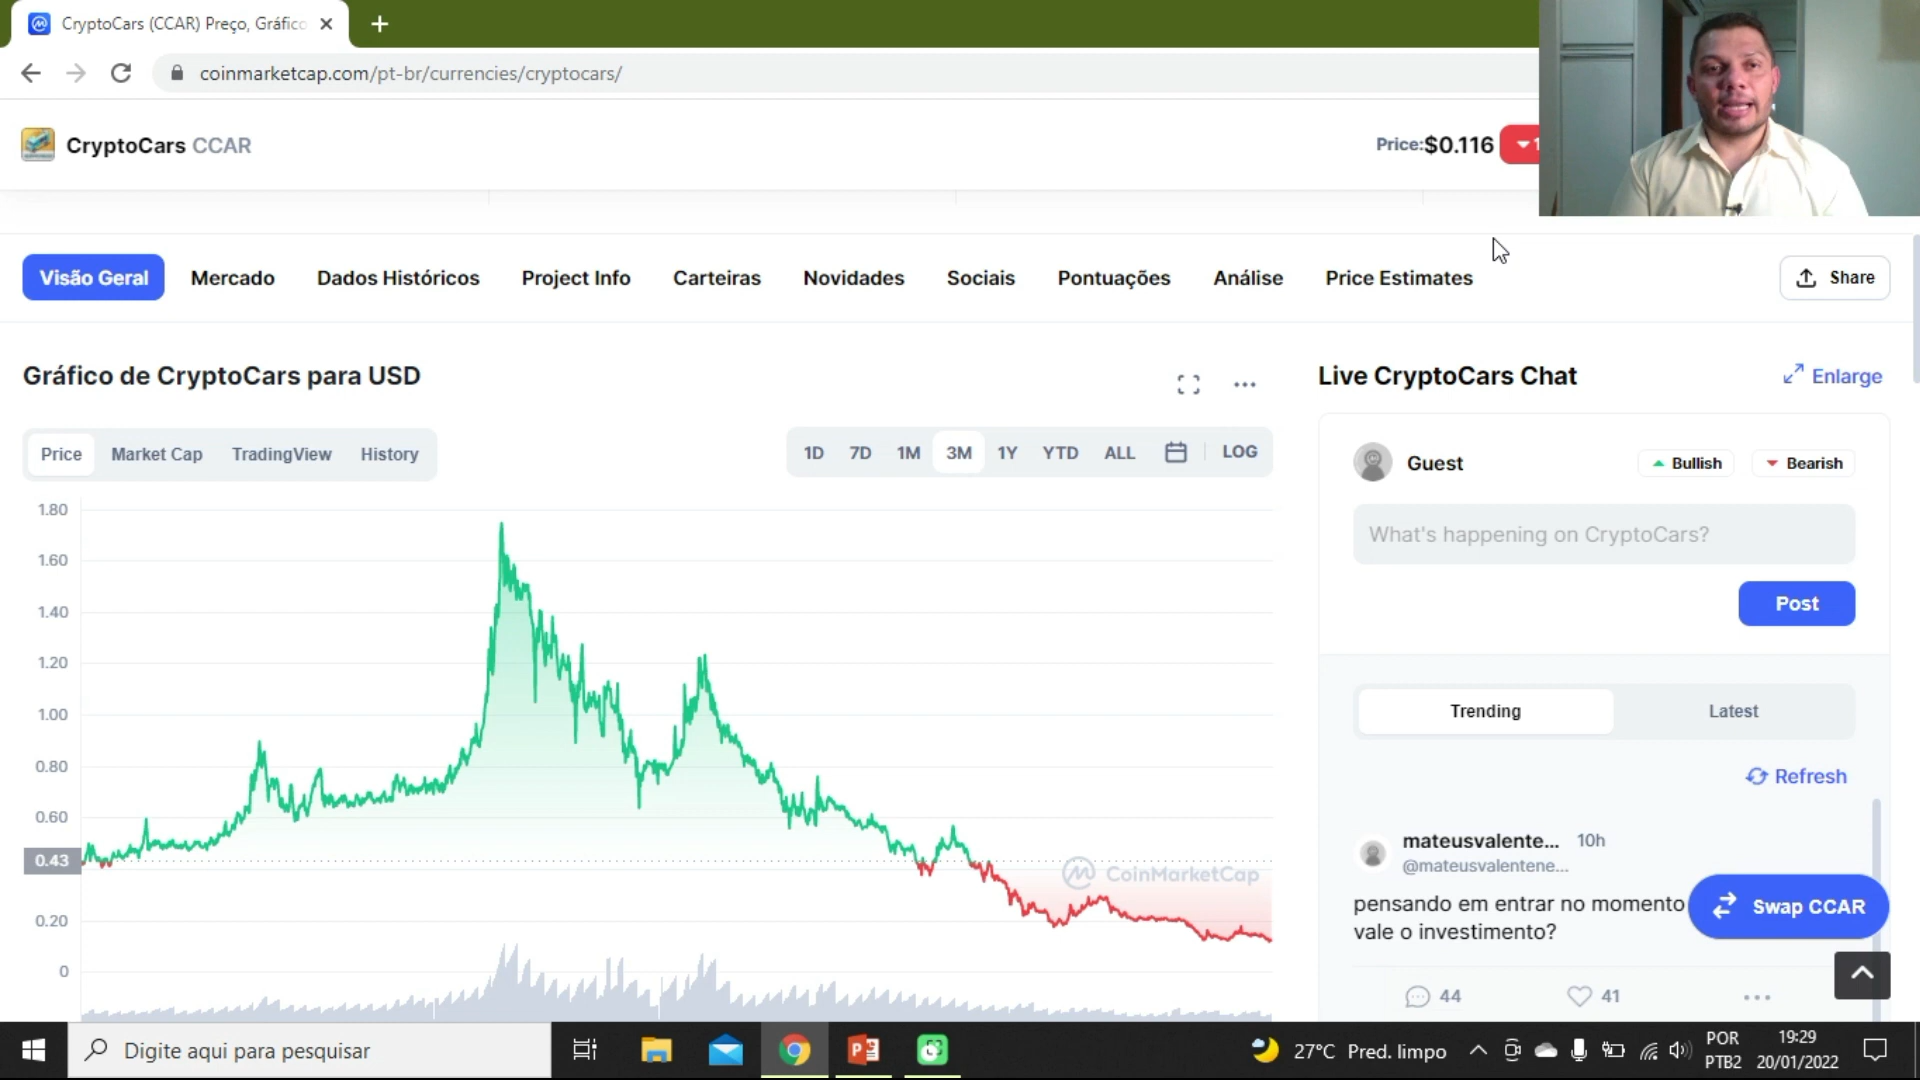 CryptoCars (CCAR) Preço, Gráfico
coinmarketcap.com/pt-br/currencies/cryptocars/
CryptoCars CCAR
Price:$0.116
Visão Geral Mercado Dados Históricos Project Info Carteiras Novidades Sociais Pontuações Análise Price Estimates Share
Gráfico de CryptoCars para USD
Price Market Cap TradingView History
1D 7D 1M 3M 1Y YTD ALL LOG
1.80
1.60
1.40
1.20
1.00
0.80
0.60
0.43
0.20
0
CoinMarketCap
Live CryptoCars Chat
Enlarge
Guest
Bullish Bearish
What's happening on CryptoCars?
Post
Trending Latest
Refresh
mateusvalente... 10h
@mateusvalentene...
pensando em entrar no momento
vale o investimento?
Swap CCAR
44 41
Digite aqui para pesquisar
27°C Pred. limpo
POR
PTB2
19:29
20/01/2022